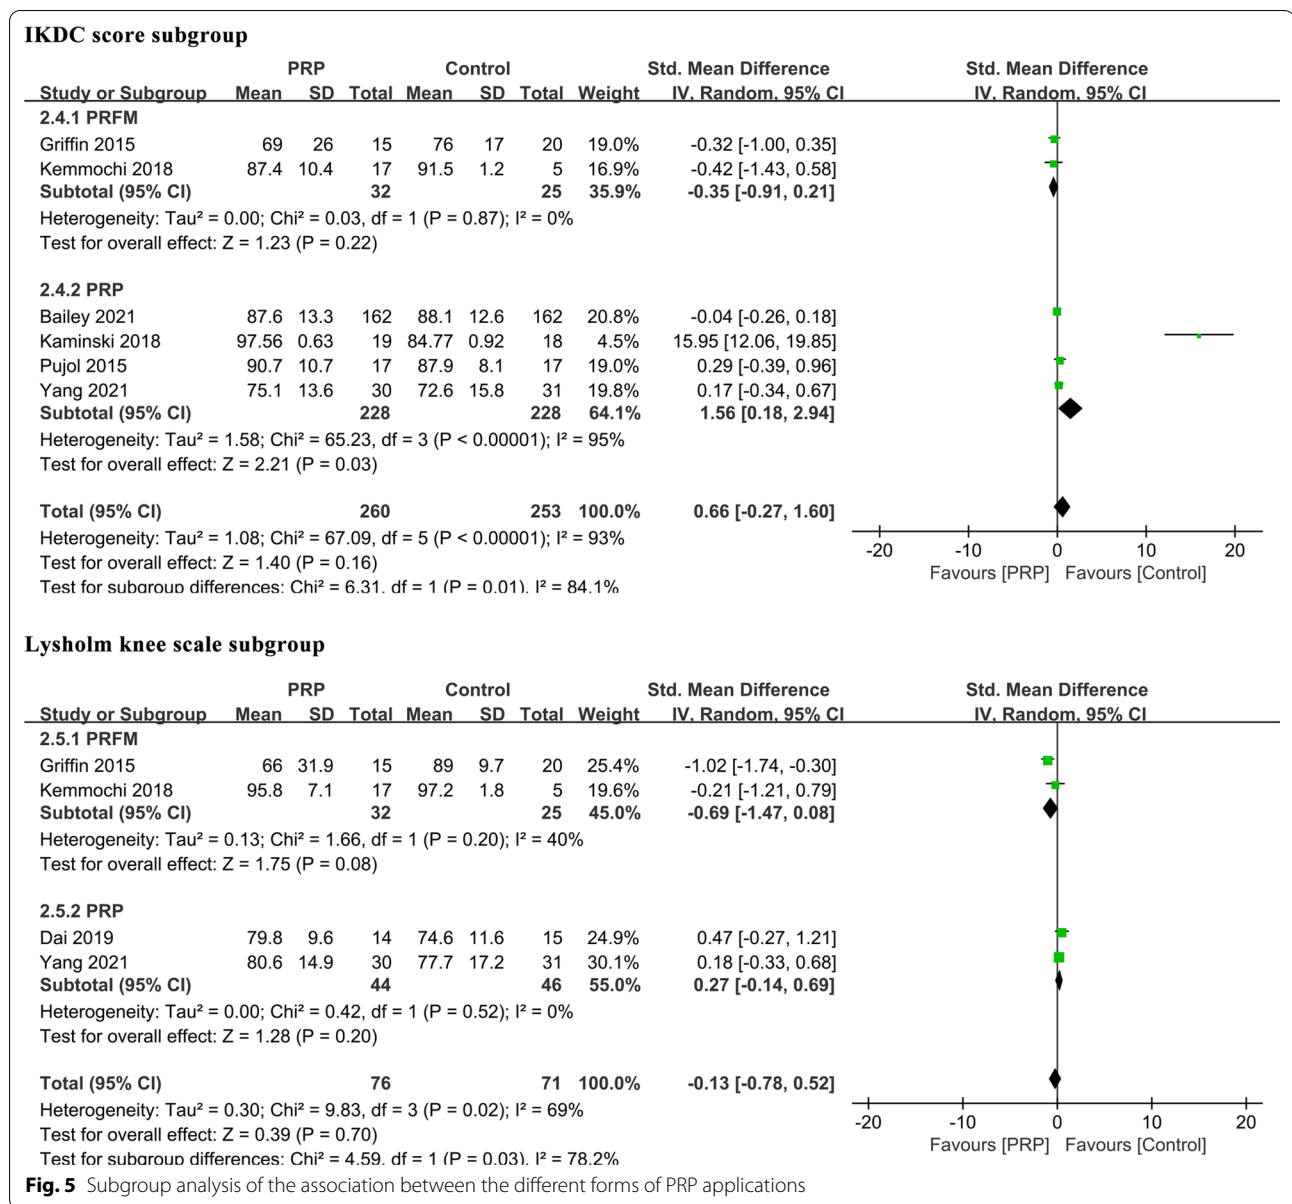 IKDC score subgroup
PRP Control Std. Mean Difference Std. Mean Difference
Study or Subgroup Mean SD Total Mean SD Total Weight IV, Random, 95% CI IV, Random, 95% CI
2.4.1 PRFM
Griffin 2015 69 26 15 76 17 20 19.0% -0.32 [-1.00, 0.35]
Kemmochi 2018 87.4 10.4 17 91.5 1.2 5 16.9% -0.42 [-1.43, 0.58]
Subtotal (95% CI) 32 25 35.9% -0.35 [-0.91, 0.21]
Heterogeneity: Tau² = 0.00; Chi² = 0.03, df = 1 (P = 0.87); I² = 0%
Test for overall effect: Z = 1.23 (P = 0.22)
2.4.2 PRP
Bailey 2021 87.6 13.3 162 88.1 12.6 162 20.8% -0.04 [-0.26, 0.18]
Kaminski 2018 97.56 0.63 19 84.77 0.92 18 4.5% 15.95 [12.06, 19.85]
Pujol 2015 90.7 10.7 17 87.9 8.1 17 19.0% 0.29 [-0.39, 0.96]
Yang 2021 75.1 13.6 30 72.6 15.8 31 19.8% 0.17 [-0.34, 0.67]
Subtotal (95% CI) 228 228 64.1% 1.56 [0.18, 2.94]
Heterogeneity: Tau² = 1.58; Chi² = 65.23, df = 3 (P < 0.00001); I² = 95%
Test for overall effect: Z = 2.21 (P = 0.03)
Total (95% CI) 260 253 100.0% 0.66 [-0.27, 1.60]
Heterogeneity: Tau² = 1.08; Chi² = 67.09, df = 5 (P < 0.00001); I² = 93%
Test for overall effect: Z = 1.40 (P = 0.16)
Test for subgroup differences: Chi² = 6.31, df = 1 (P = 0.01), I² = 84.1%
-20 -10 0 10 20
Favours [PRP] Favours [Control]
Lysholm knee scale subgroup
PRP Control Std. Mean Difference Std. Mean Difference
Study or Subgroup Mean SD Total Mean SD Total Weight IV, Random, 95% CI IV, Random, 95% CI
2.5.1 PRFM
Griffin 2015 66 31.9 15 89 9.7 20 25.4% -1.02 [-1.74, -0.30]
Kemmochi 2018 95.8 7.1 17 97.2 1.8 5 19.6% -0.21 [-1.21, 0.79]
Subtotal (95% CI) 32 25 45.0% -0.69 [-1.47, 0.08]
Heterogeneity: Tau² = 0.13; Chi² = 1.66, df = 1 (P = 0.20); I² = 40%
Test for overall effect: Z = 1.75 (P = 0.08)
2.5.2 PRP
Dai 2019 79.8 9.6 14 74.6 11.6 15 24.9% 0.47 [-0.27, 1.21]
Yang 2021 80.6 14.9 30 77.7 17.2 31 30.1% 0.18 [-0.33, 0.68]
Subtotal (95% CI) 44 46 55.0% 0.27 [-0.14, 0.69]
Heterogeneity: Tau² = 0.00; Chi² = 0.42, df = 1 (P = 0.52); I² = 0%
Test for overall effect: Z = 1.28 (P = 0.20)
Total (95% CI) 76 71 100.0% -0.13 [-0.78, 0.52]
Heterogeneity: Tau² = 0.30; Chi² = 9.83, df = 3 (P = 0.02); I² = 69%
Test for overall effect: Z = 0.39 (P = 0.70)
Test for subgroup differences: Chi² = 4.59, df = 1 (P = 0.03), I² = 78.2%
-20 -10 0 10 20
Favours [PRP] Favours [Control]
Fig. 5 Subgroup analysis of the association between the different forms of PRP applications